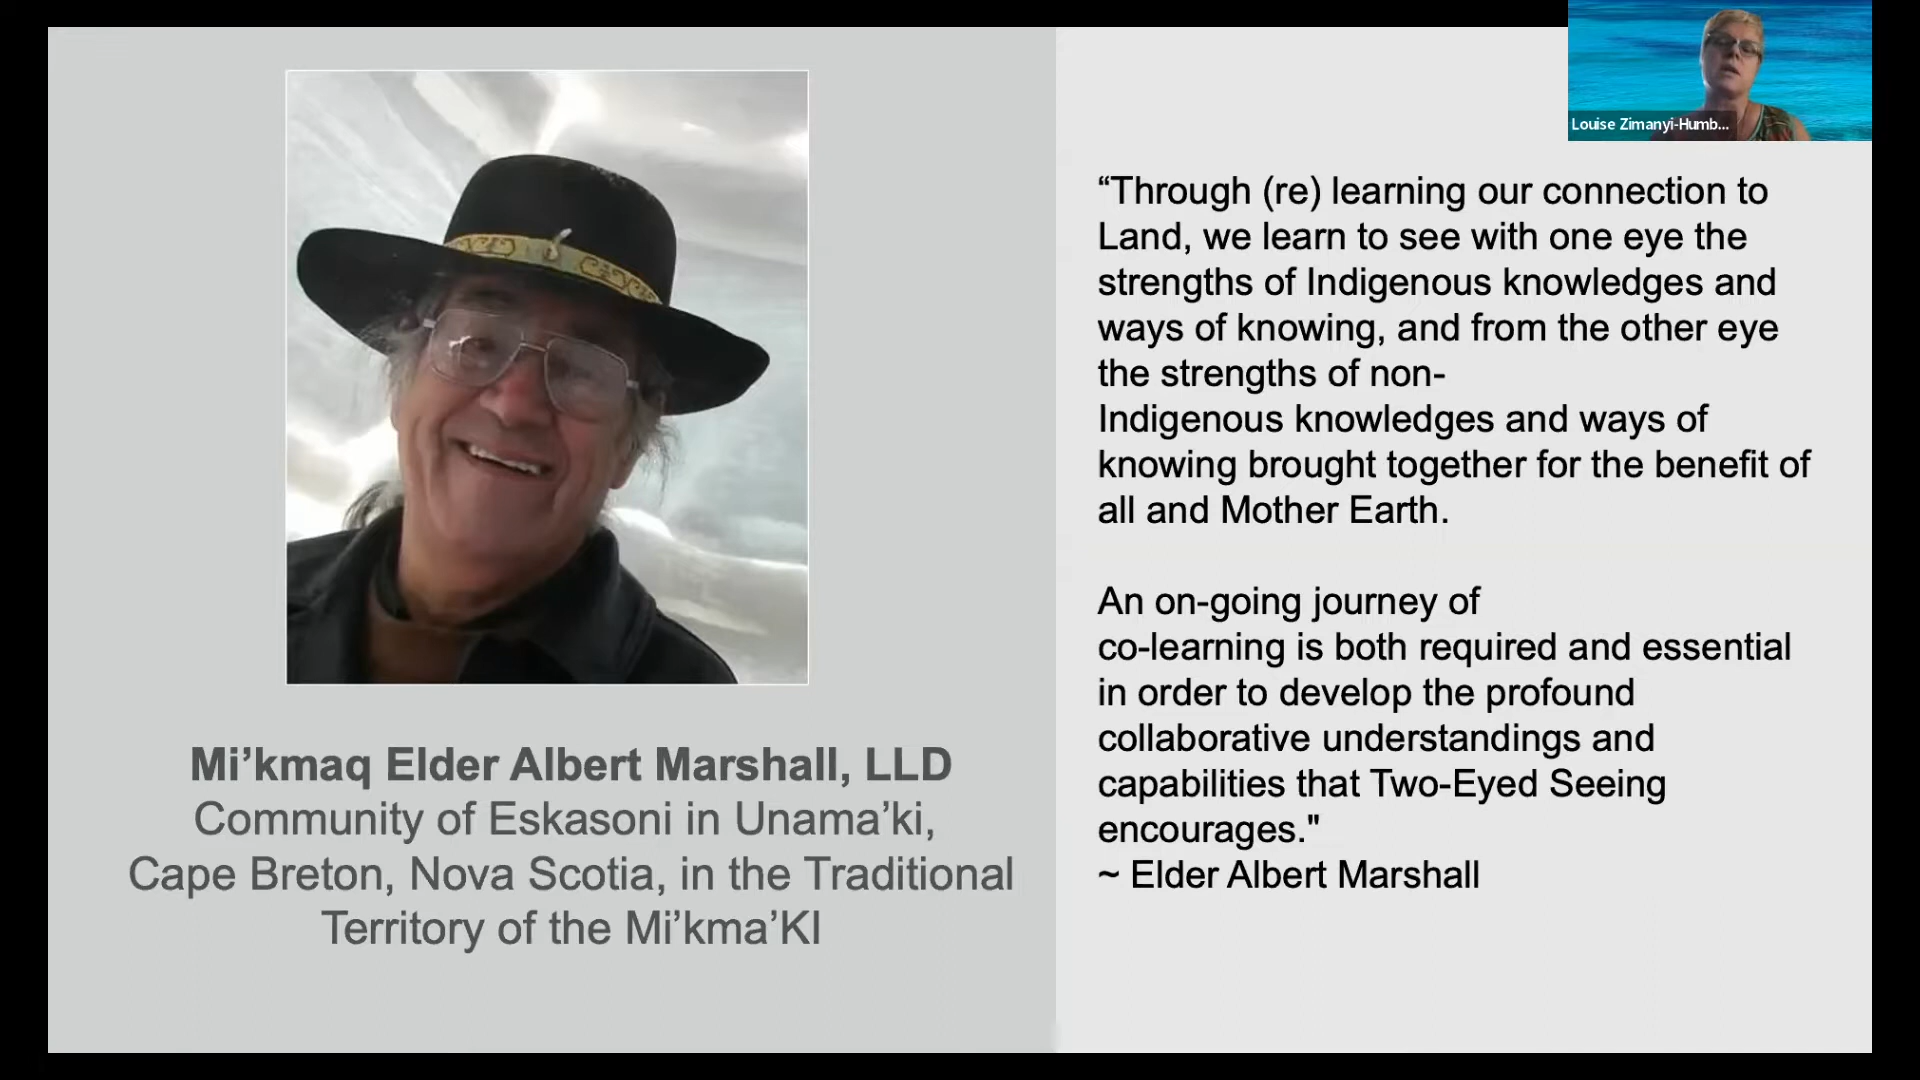 Louise Zimanyi-Humb...
“Through (re) learning our connection to
Land, we learn to see with one eye the
strengths of Indigenous knowledges and
ways of knowing, and from the other eye
the strengths of non-
Indigenous knowledges and ways of
knowing brought together for the benefit of
all and Mother Earth.
An on-going journey of
co-learning is both required and essential
in order to develop the profound
collaborative understandings and
capabilities that Two-Eyed Seeing
encourages."
~ Elder Albert Marshall
Mi’kmaq Elder Albert Marshall, LLD
Community of Eskasoni in Unama’ki,
Cape Breton, Nova Scotia, in the Traditional
Territory of the Mi’kma’KI